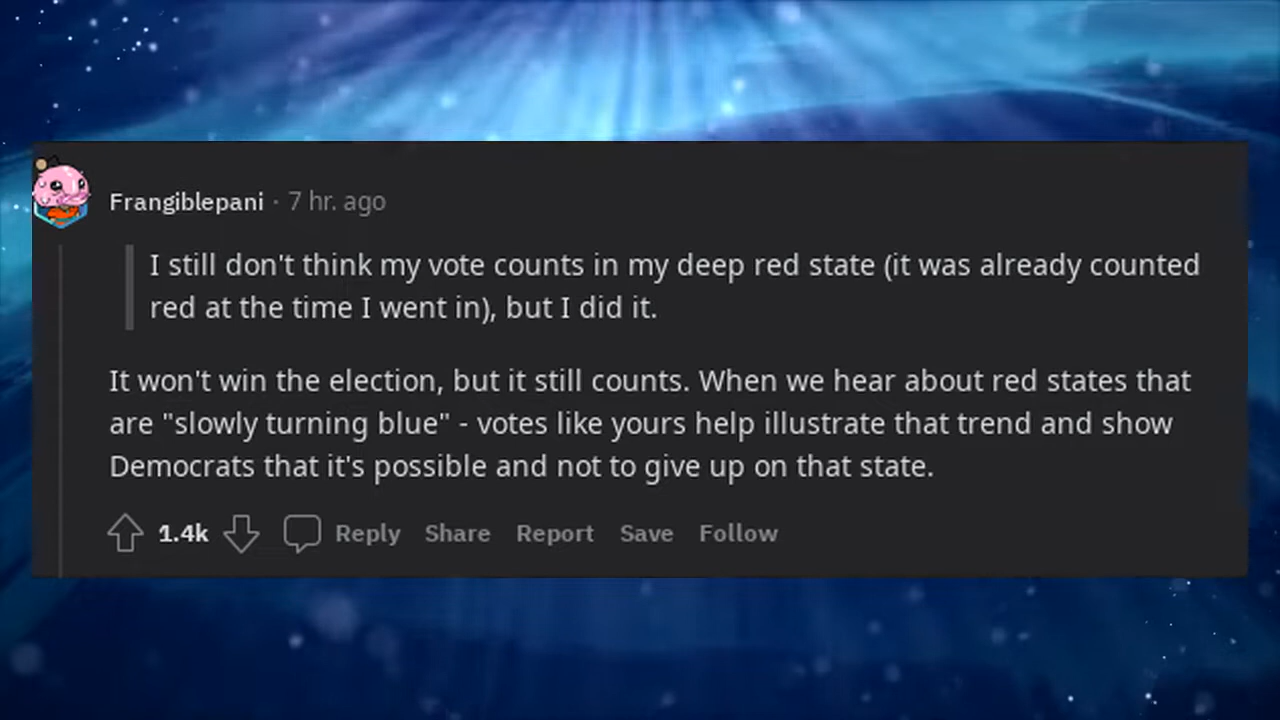 Frangiblepani · 7 hr. ago
I still don't think my vote counts in my deep red state (it was already counted
red at the time I went in), but I did it.
It won't win the election, but it still counts. When we hear about red states that
are "slowly turning blue" - votes like yours help illustrate that trend and show
Democrats that it's possible and not to give up on that state.
1.4k Reply Share Report Save Follow